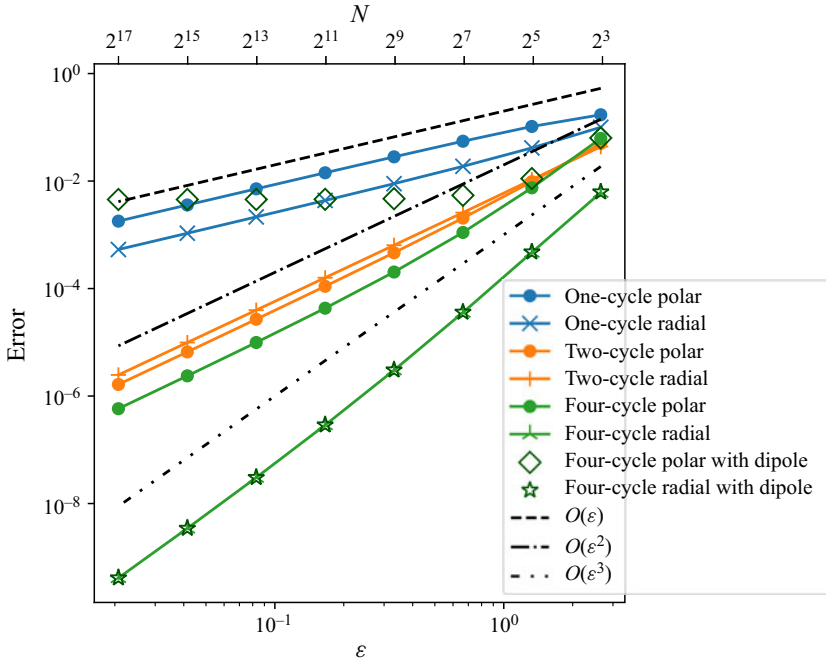 N
2^17 2^15 2^13 2^11 2^9 2^7 2^5 2^3
10^0
10^−2
10^−4
10^−6
10^−8
Error
One-cycle polar
One-cycle radial
Two-cycle polar
Two-cycle radial
Four-cycle polar
Four-cycle radial
Four-cycle polar with dipole
Four-cycle radial with dipole
O(ε)
O(ε^2)
O(ε^3)
10^−1 10^0
ε